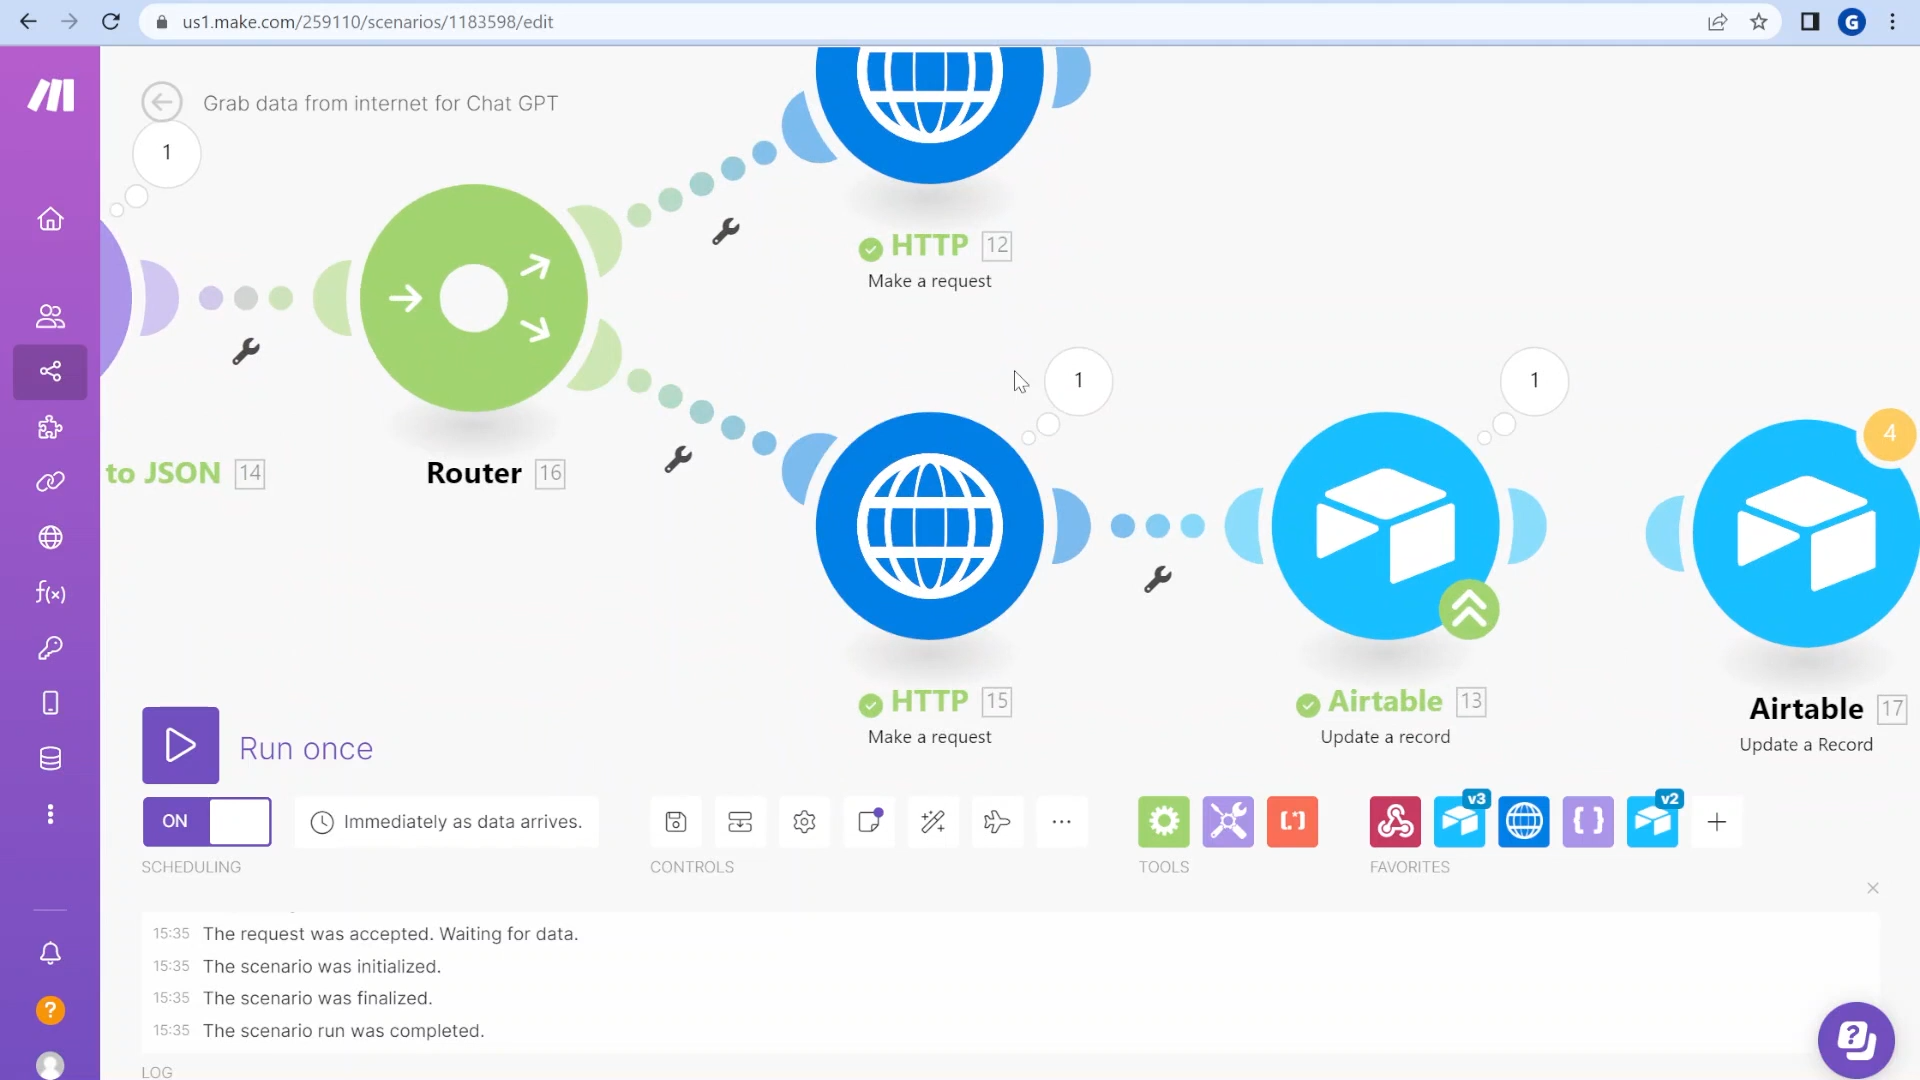 us1.make.com/259110/scenarios/1183598/edit
G
Grab data from internet for Chat GPT
1
HTTP 12
Make a request
1
1
4
to JSON 14
Router 16
HTTP 15
Make a request
Airtable 13
Update a record
Airtable 17
Update a Record
Run once
ON
Immediately as data arrives.
v3
v2
SCHEDULING
CONTROLS
TOOLS
FAVORITES
15:35 The request was accepted. Waiting for data.
15:35 The scenario was initialized.
15:35 The scenario was finalized.
15:35 The scenario run was completed.
LOG